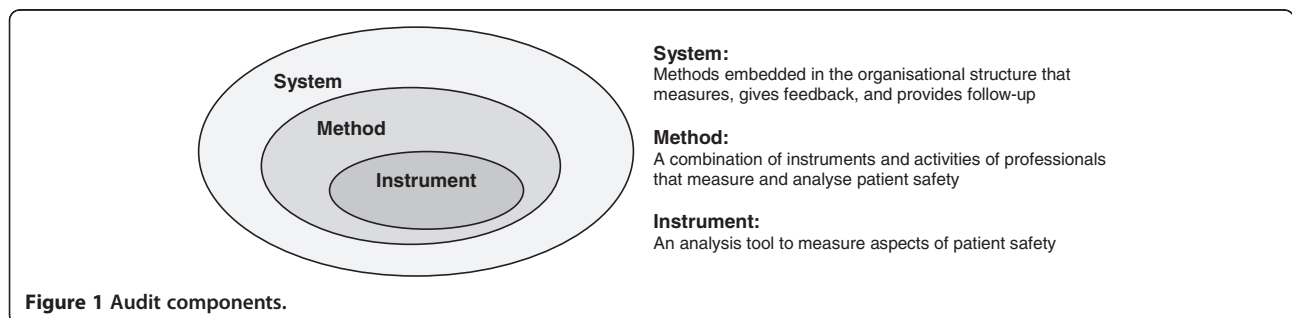 System
Method
Instrument
System:
Methods embedded in the organisational structure that
measures, gives feedback, and provides follow-up
Method:
A combination of instruments and activities of professionals
that measure and analyse patient safety
Instrument:
An analysis tool to measure aspects of patient safety
Figure 1 Audit components.